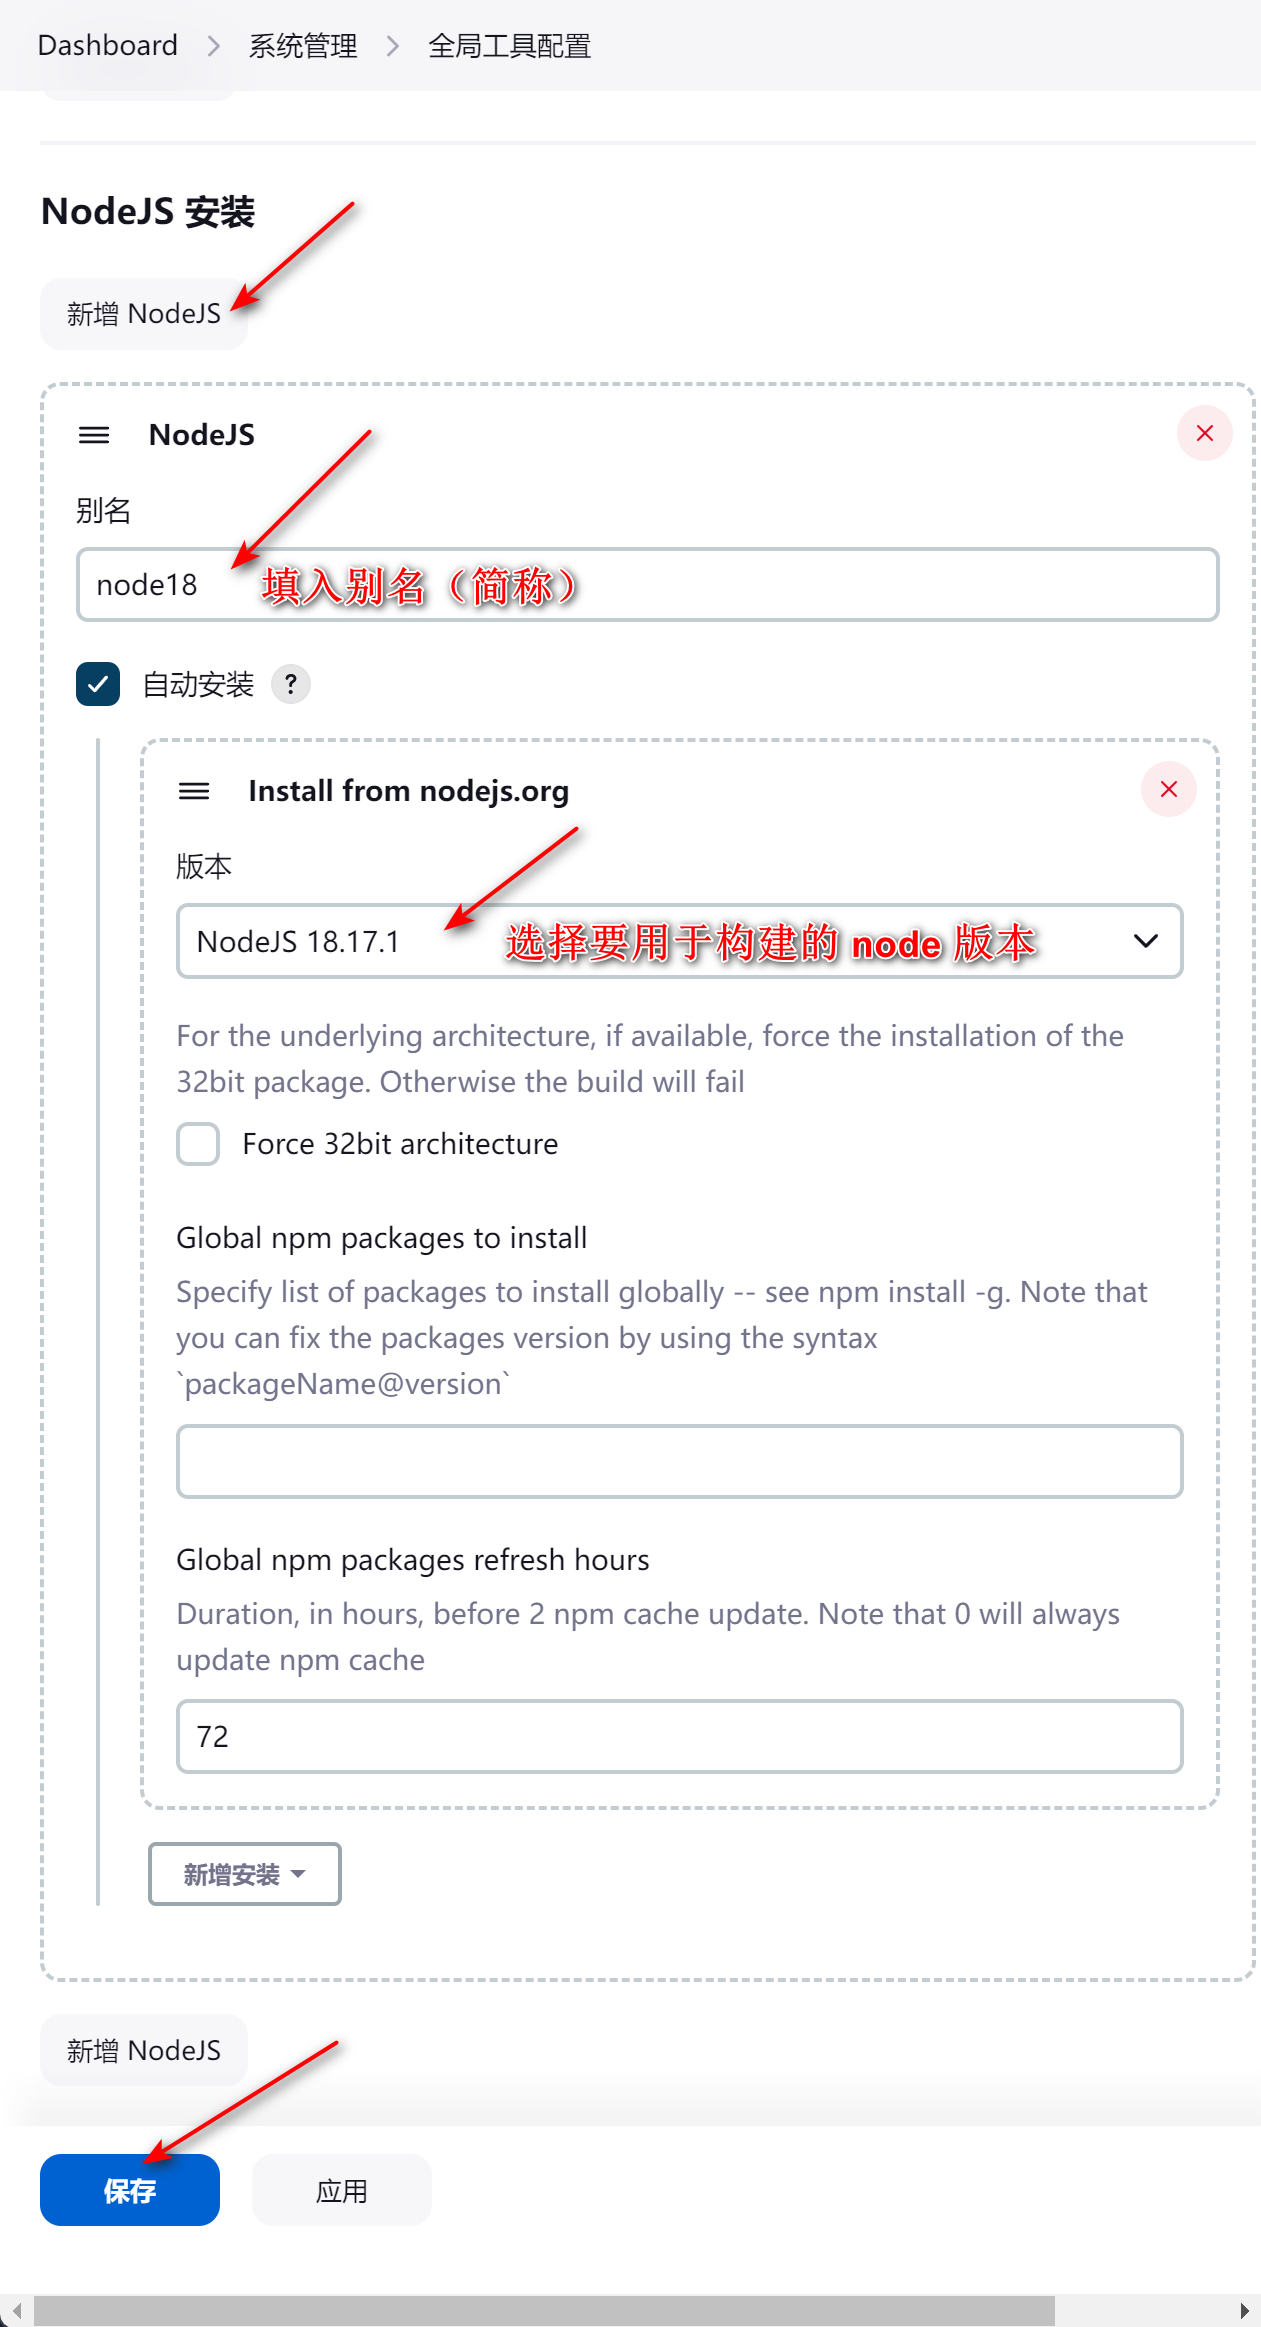 Dashboard > 系统管理 > 全局工具配置
NodeJS 安装
新增 NodeJS
NodeJS
别名
node18 填入别名（简称）
自动安装 ?
Install from nodejs.org
版本
NodeJS 18.17.1 选择要用于构建的 node 版本
For the underlying architecture, if available, force the installation of the
32bit package. Otherwise the build will fail
Force 32bit architecture
Global npm packages to install
Specify list of packages to install globally -- see npm install -g. Note that
you can fix the packages version by using the syntax
`packageName@version`
Global npm packages refresh hours
Duration, in hours, before 2 npm cache update. Note that 0 will always
update npm cache
72
新增安装
新增 NodeJS
保存 应用